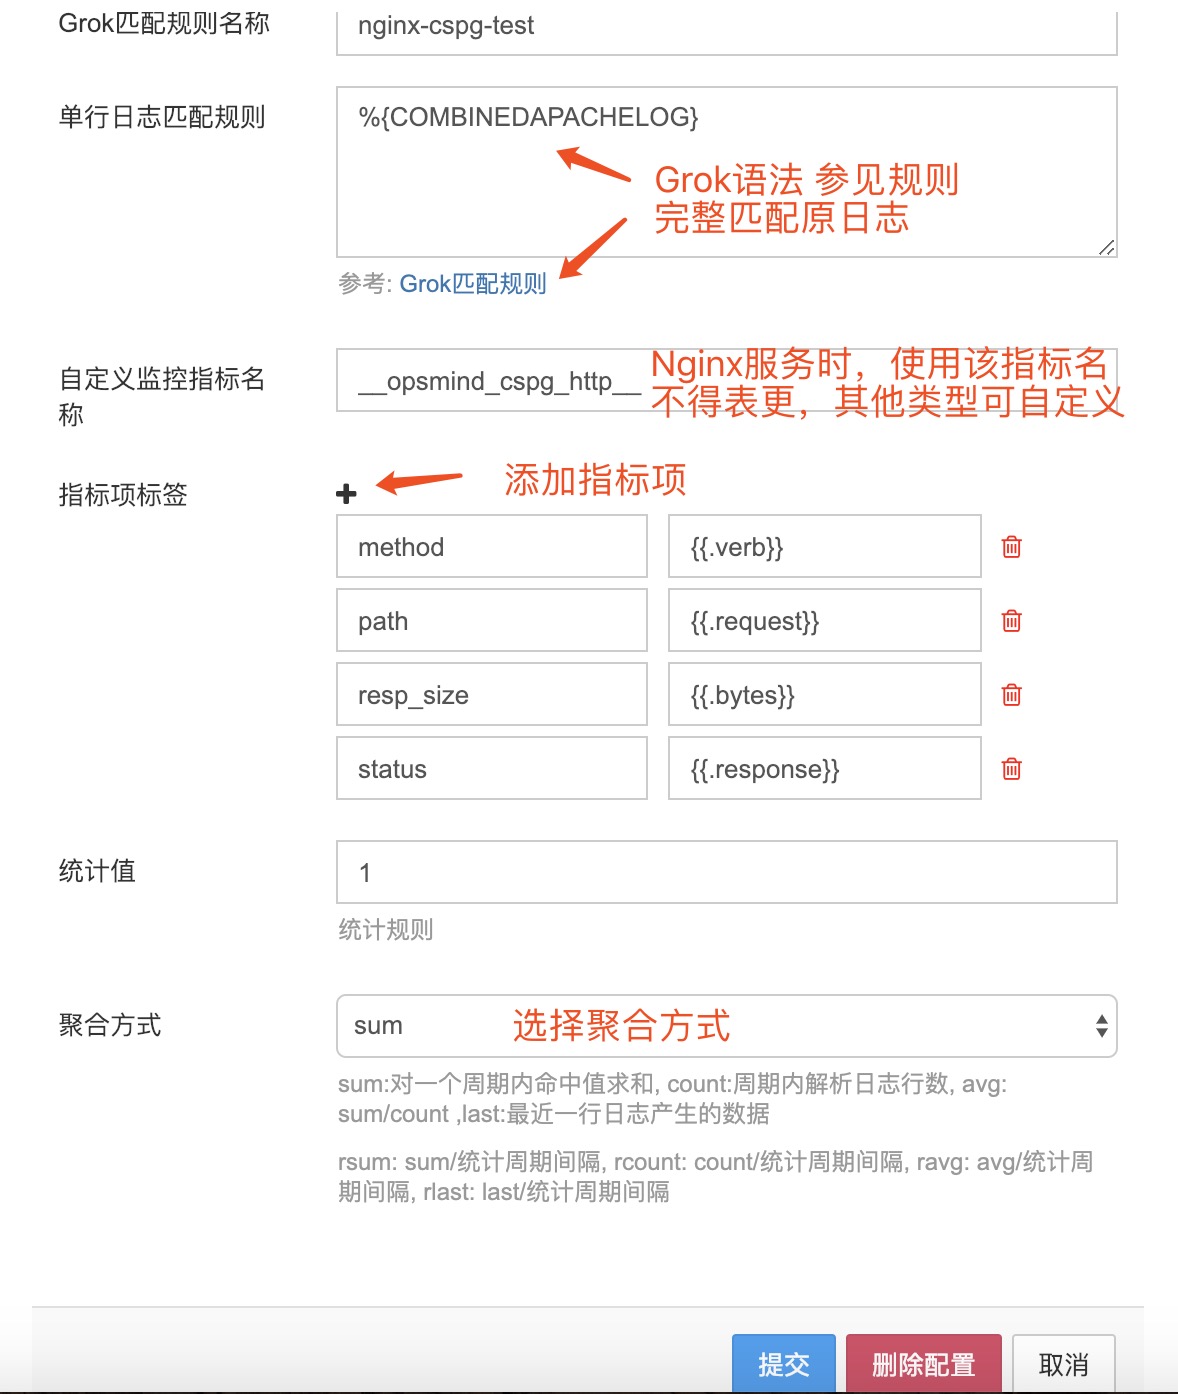 Grok匹配规则名称
nginx-cspg-test
单行日志匹配规则
%{COMBINEDAPACHELOG}
Grok语法 参见规则
完整匹配原日志
参考: Grok匹配规则
自定义监控指标名
称
__opsmind_cspg_http__
Nginx服务时，使用该指标名
不得表更，其他类型可自定义
指标项标签
添加指标项
method
{{.verb}}
path
{{.request}}
resp_size
{{.bytes}}
status
{{.response}}
统计值
1
统计规则
聚合方式
sum
选择聚合方式
sum:对一个周期内命中值求和, count:周期内解析日志行数, avg:
sum/count ,last:最近一行日志产生的数据
rsum: sum/统计周期间隔, rcount: count/统计周期间隔, ravg: avg/统计周
期间隔, rlast: last/统计周期间隔
提交
删除配置
取消